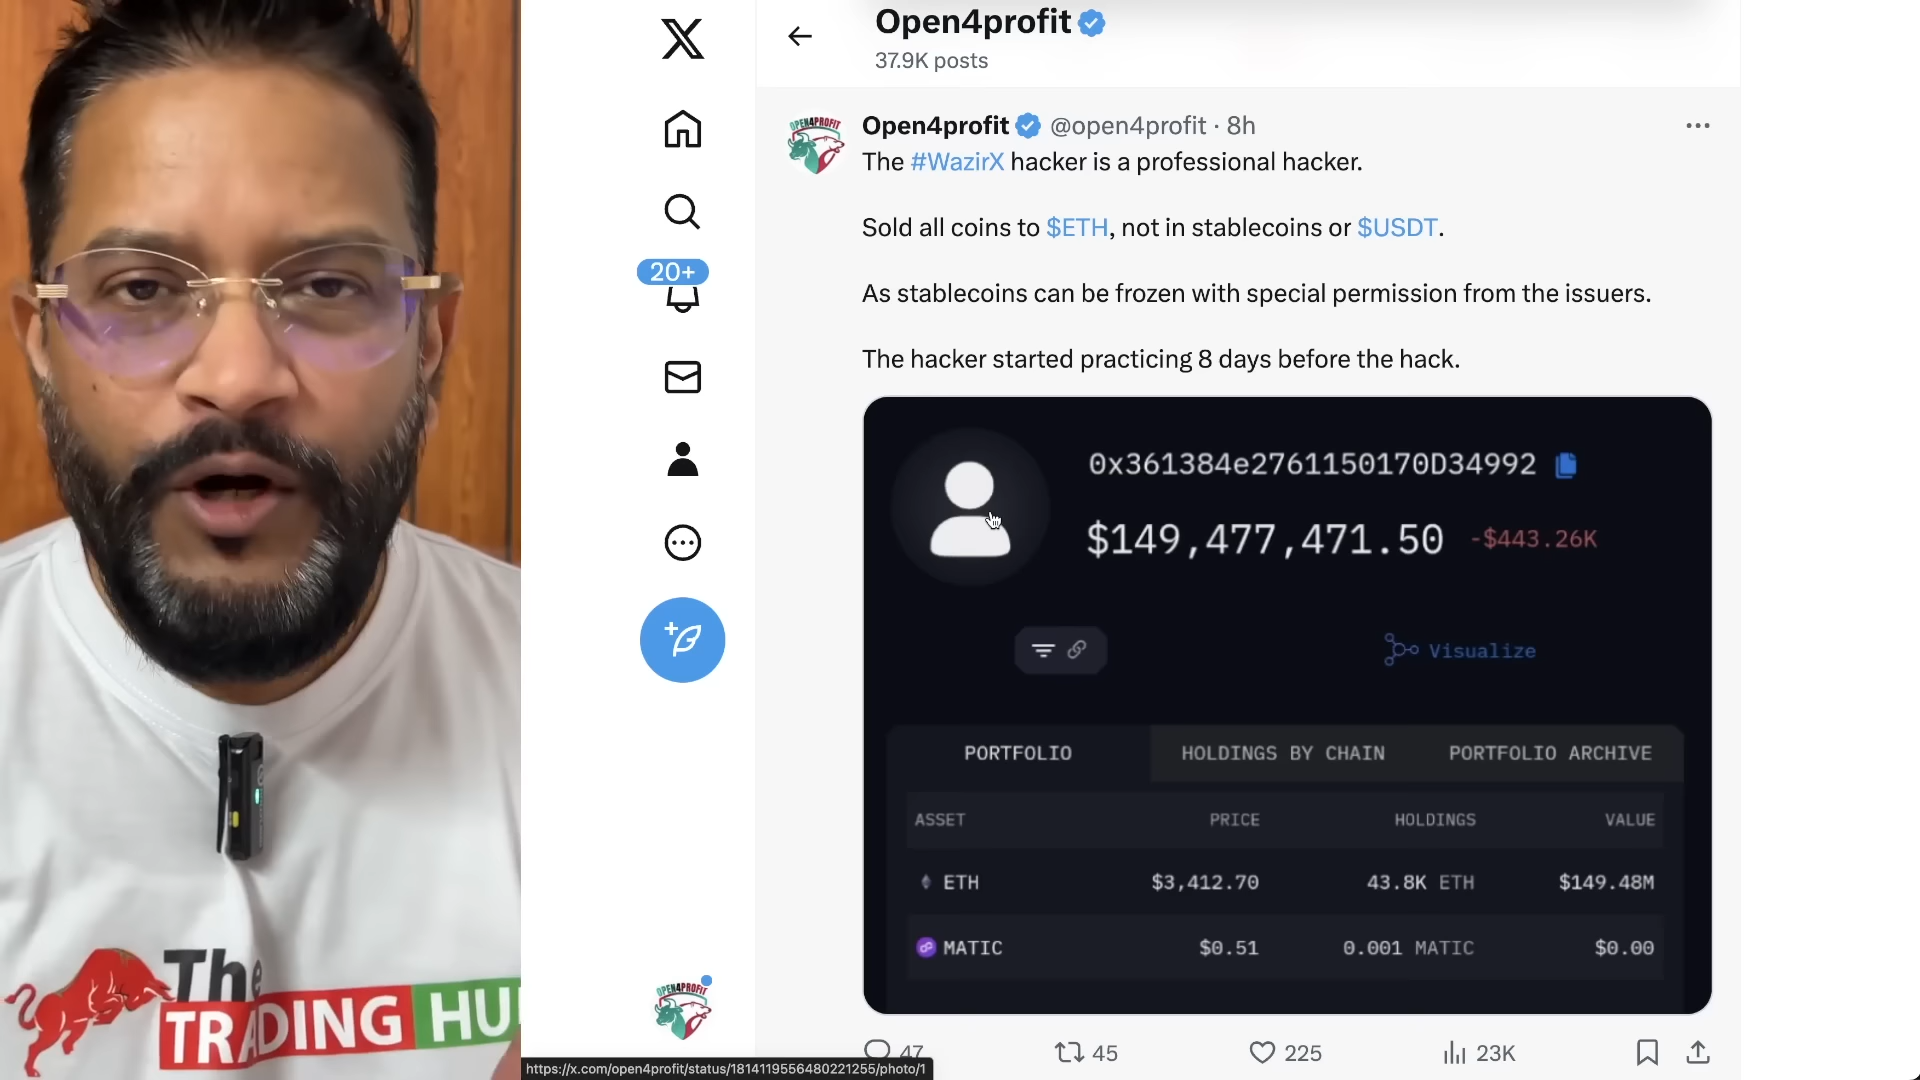 Open4profit
37.9K posts
OPEN4PROFIT
Open4profit @open4profit · 8h
The #WazirX hacker is a professional hacker.
Sold all coins to $ETH, not in stablecoins or $USDT.
As stablecoins can be frozen with special permission from the issuers.
The hacker started practicing 8 days before the hack.
20+
0x361384e2761150170D34992
$149,477,471.50 -$443.26K
Visualize
PORTFOLIO HOLDINGS BY CHAIN PORTFOLIO ARCHIVE
ASSET PRICE HOLDINGS VALUE
ETH $3,412.70 43.8K ETH $149.48M
MATIC $0.51 0.001 MATIC $0.00
47 45 225 23K
OPEN4PROFIT
https://x.com/open4profit/status/1814119556480221255/photo/1
The
TRADING HU